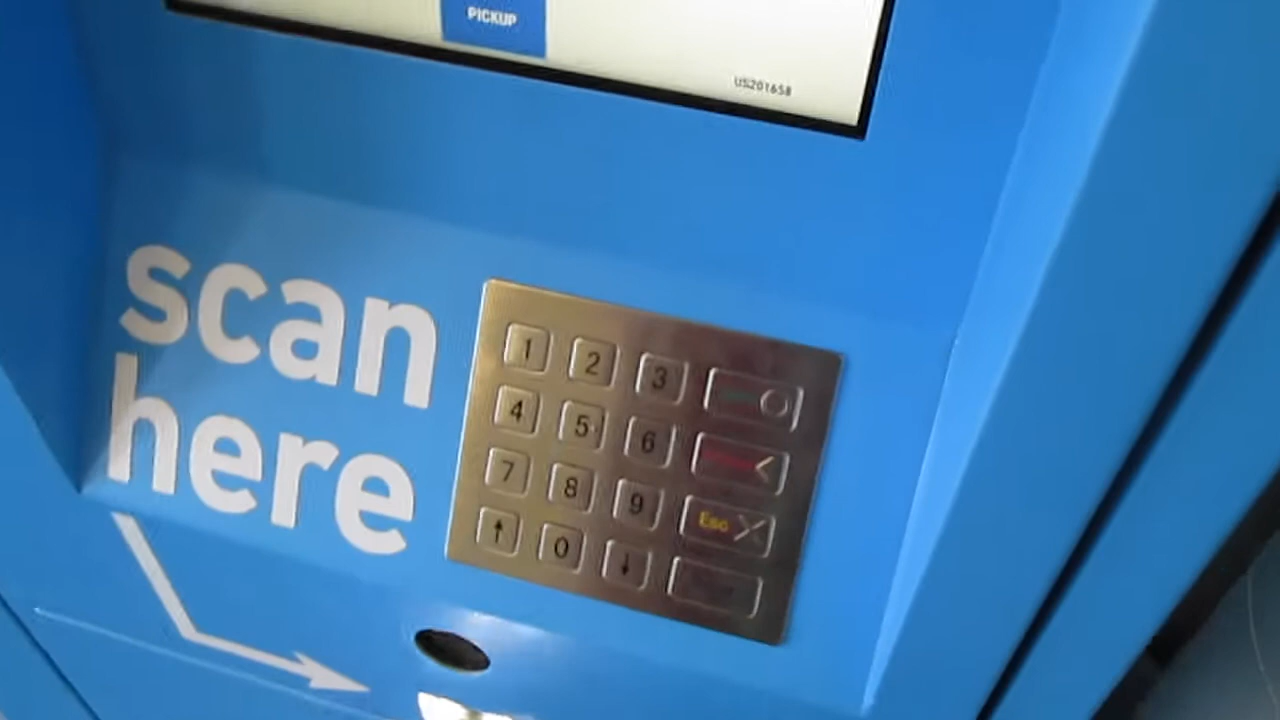 PICKUP
US201658
scan
here
1 2 3
4 5 6
7 8 9
Esc
↑ 0 ↓